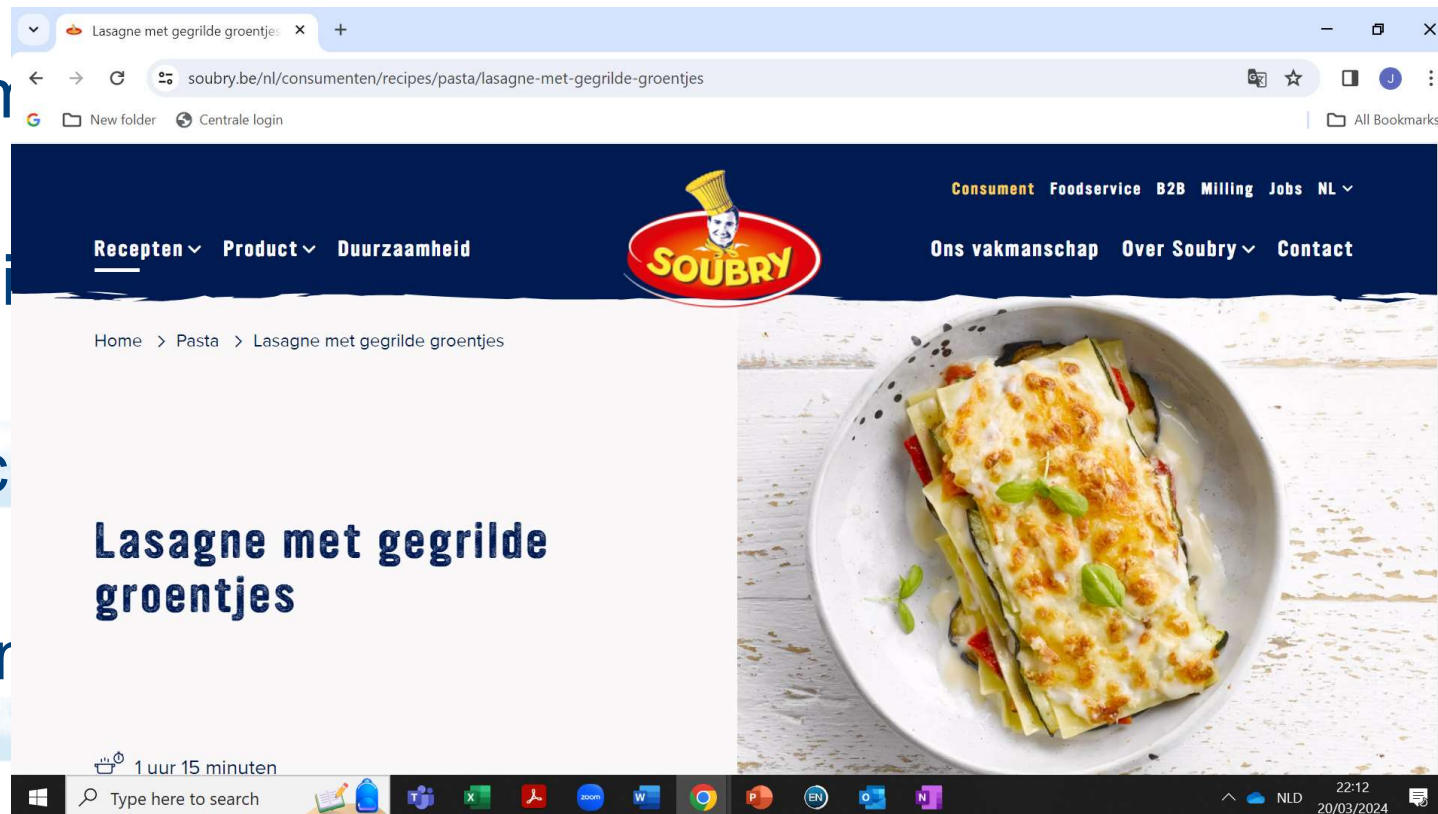 Lasagne met gegrilde groentjes
soubry.be/nl/consumenten/recipes/pasta/lasagne-met-gegrilde-groentjes
J
G New folder Centrale login
All Bookmarks
Consument Foodservice B2B Milling Jobs NL
Recepten Product Duurzaamheid
SOUBRY
Ons vakmanschap Over Soubry Contact
Home > Pasta > Lasagne met gegrilde groentjes
Lasagne met gegrilde
groentjes
1 uur 15 minuten
Type here to search
zoom
EN
NLD
22:12
20/03/2024